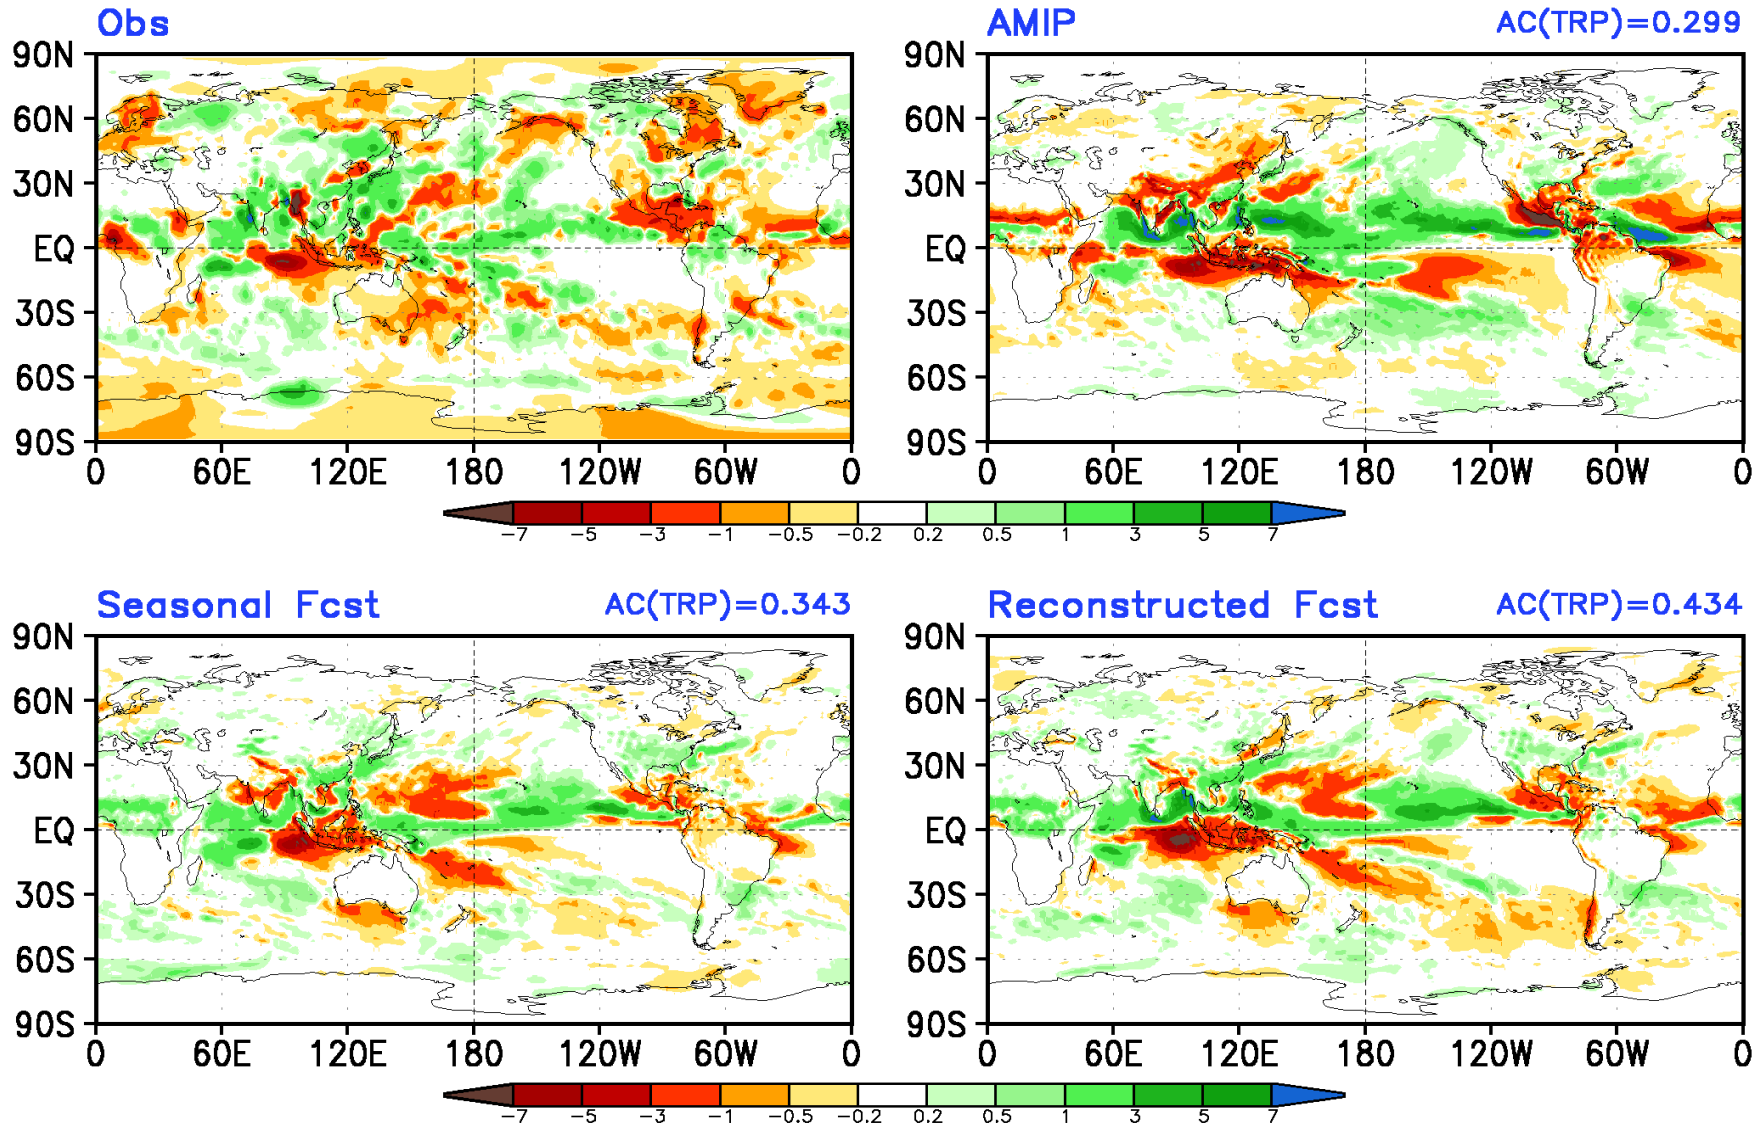 Obs
AMIP AC(TRP)=0.299
90N 90N
60N 60N
30N 30N
EQ EQ
30S 30S
60S 60S
90S 90S
0 60E 120E 180 120W 60W 0 0 60E 120E 180 120W 60W 0
-7 -5 -3 -1 -0.5 -0.2 0.2 0.5 1 3 5 7
Seasonal Fcst AC(TRP)=0.343
Reconstructed Fcst AC(TRP)=0.434
90N 90N
60N 60N
30N 30N
EQ EQ
30S 30S
60S 60S
90S 90S
0 60E 120E 180 120W 60W 0 0 60E 120E 180 120W 60W 0
-7 -5 -3 -1 -0.5 -0.2 0.2 0.5 1 3 5 7